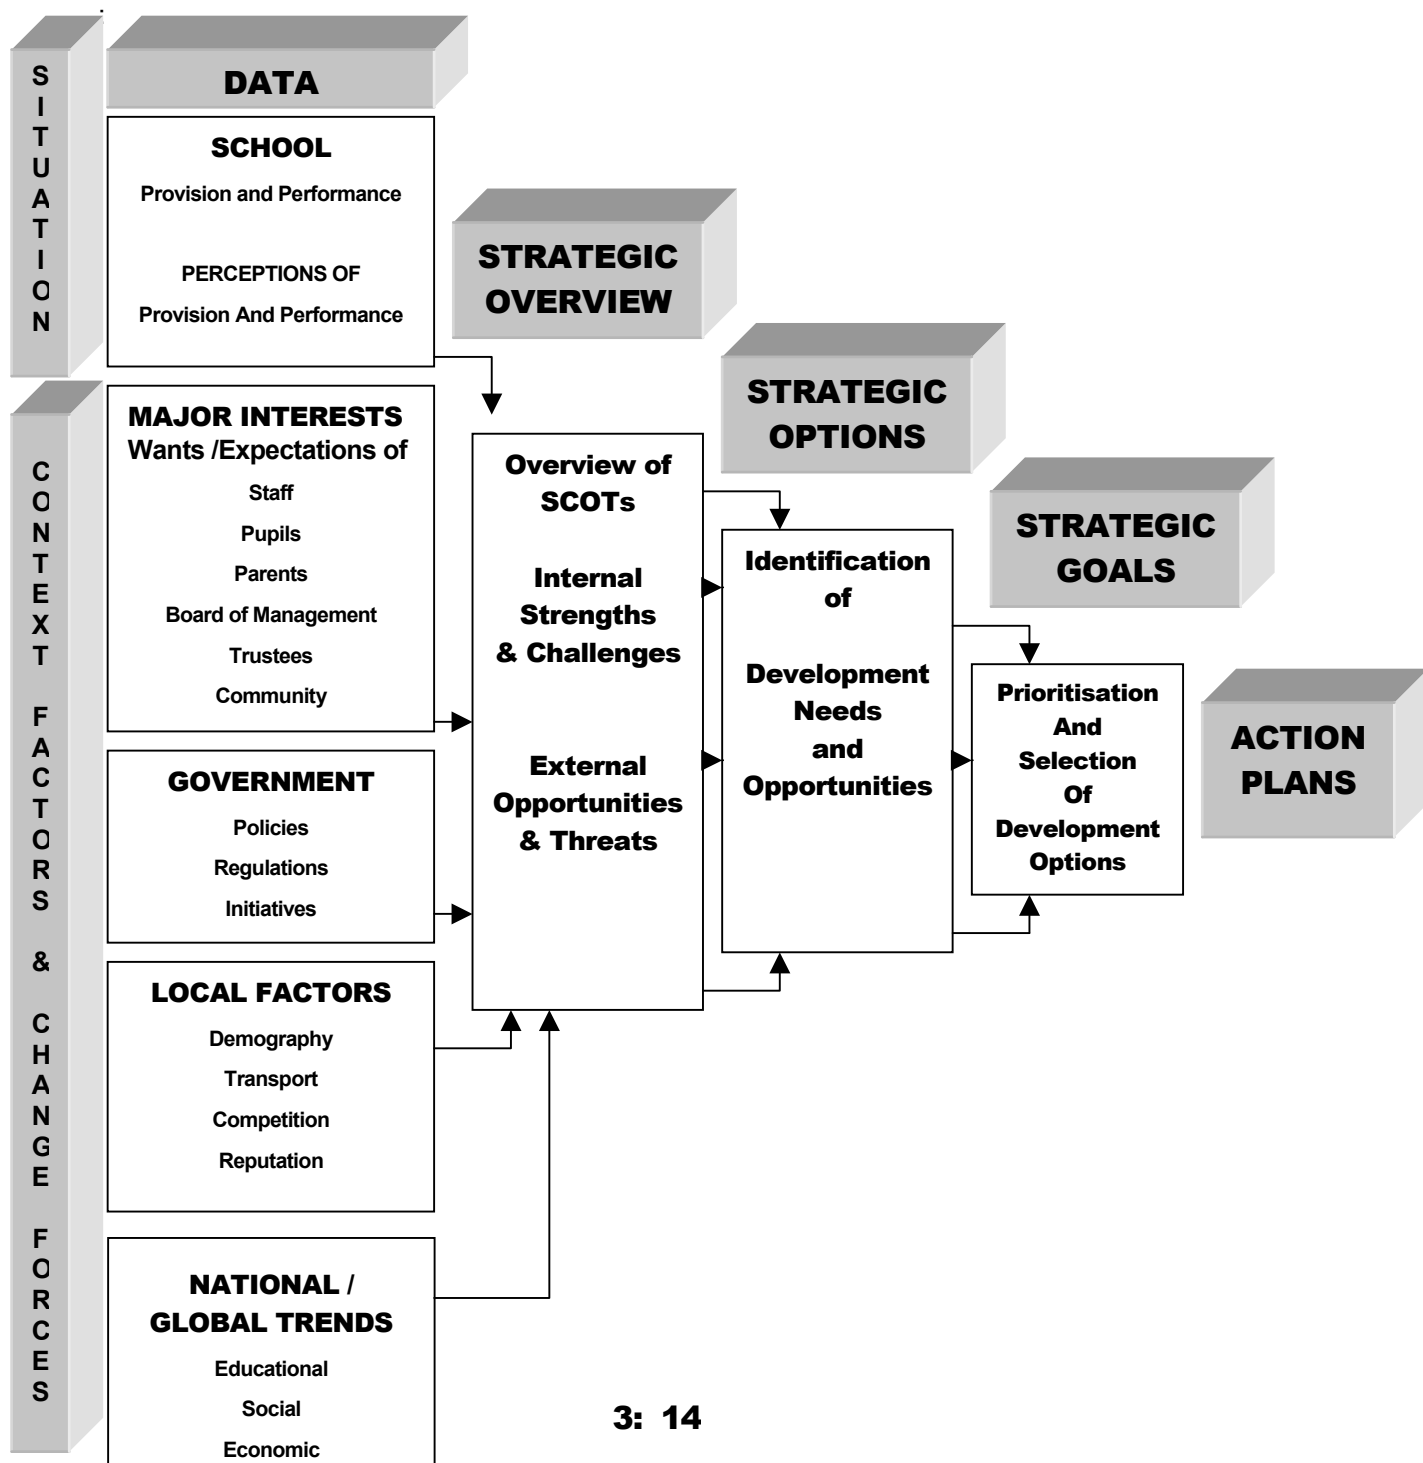 SITUATION
DATA
SCHOOL
Provision and Performance
PERCEPTIONS OF
Provision And Performance
CONTEXT FACTORS & CHANGE FORCES
MAJOR INTERESTS
Wants /Expectations of
Staff
Pupils
Parents
Board of Management
Trustees
Community
GOVERNMENT
Policies
Regulations
Initiatives
LOCAL FACTORS
Demography
Transport
Competition
Reputation
NATIONAL /
GLOBAL TRENDS
Educational
Social
Economic
STRATEGIC
OVERVIEW
Overview of
SCOTs
Internal
Strengths
& Challenges
External
Opportunities
& Threats
STRATEGIC
OPTIONS
Identification
of
Development
Needs
and
Opportunities
STRATEGIC
GOALS
Prioritisation
And
Selection
Of
Development
Options
ACTION
PLANS
3: 14